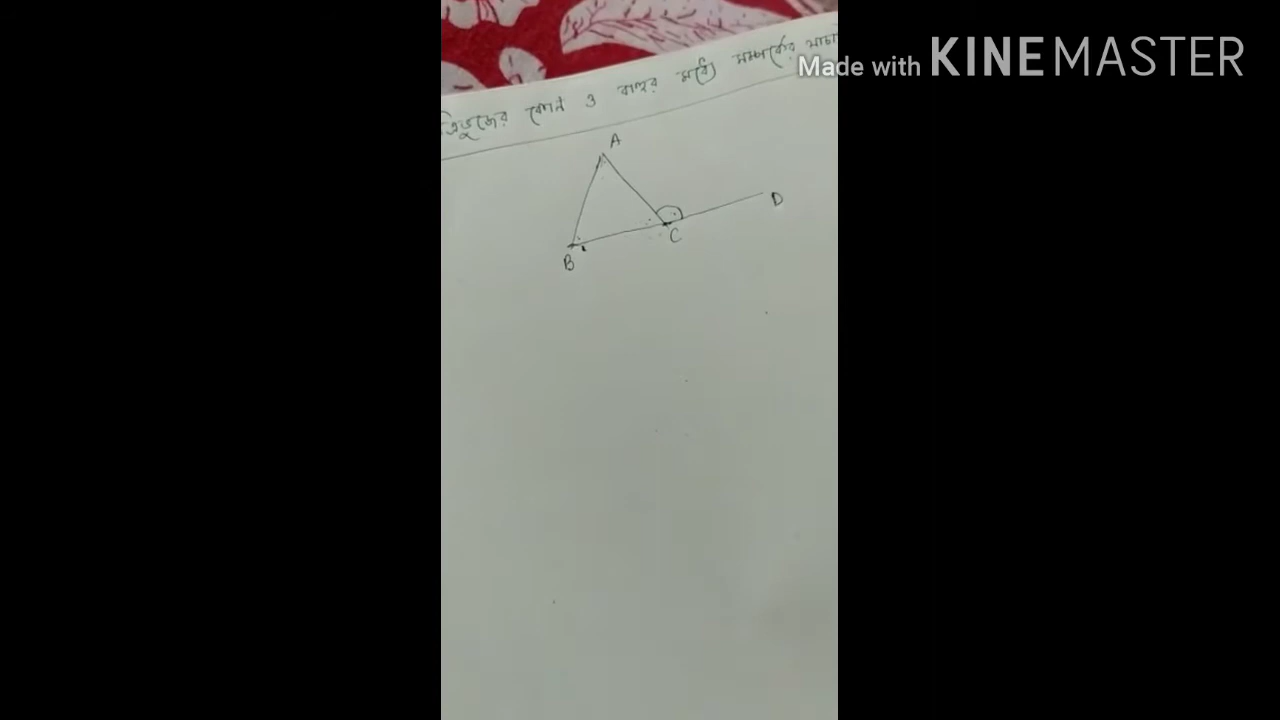 Made with KINEMASTER
ত্রিভুজের কোন ও বাহুর মধ্যে সম্পর্কের যাচাই
A
D
C
B